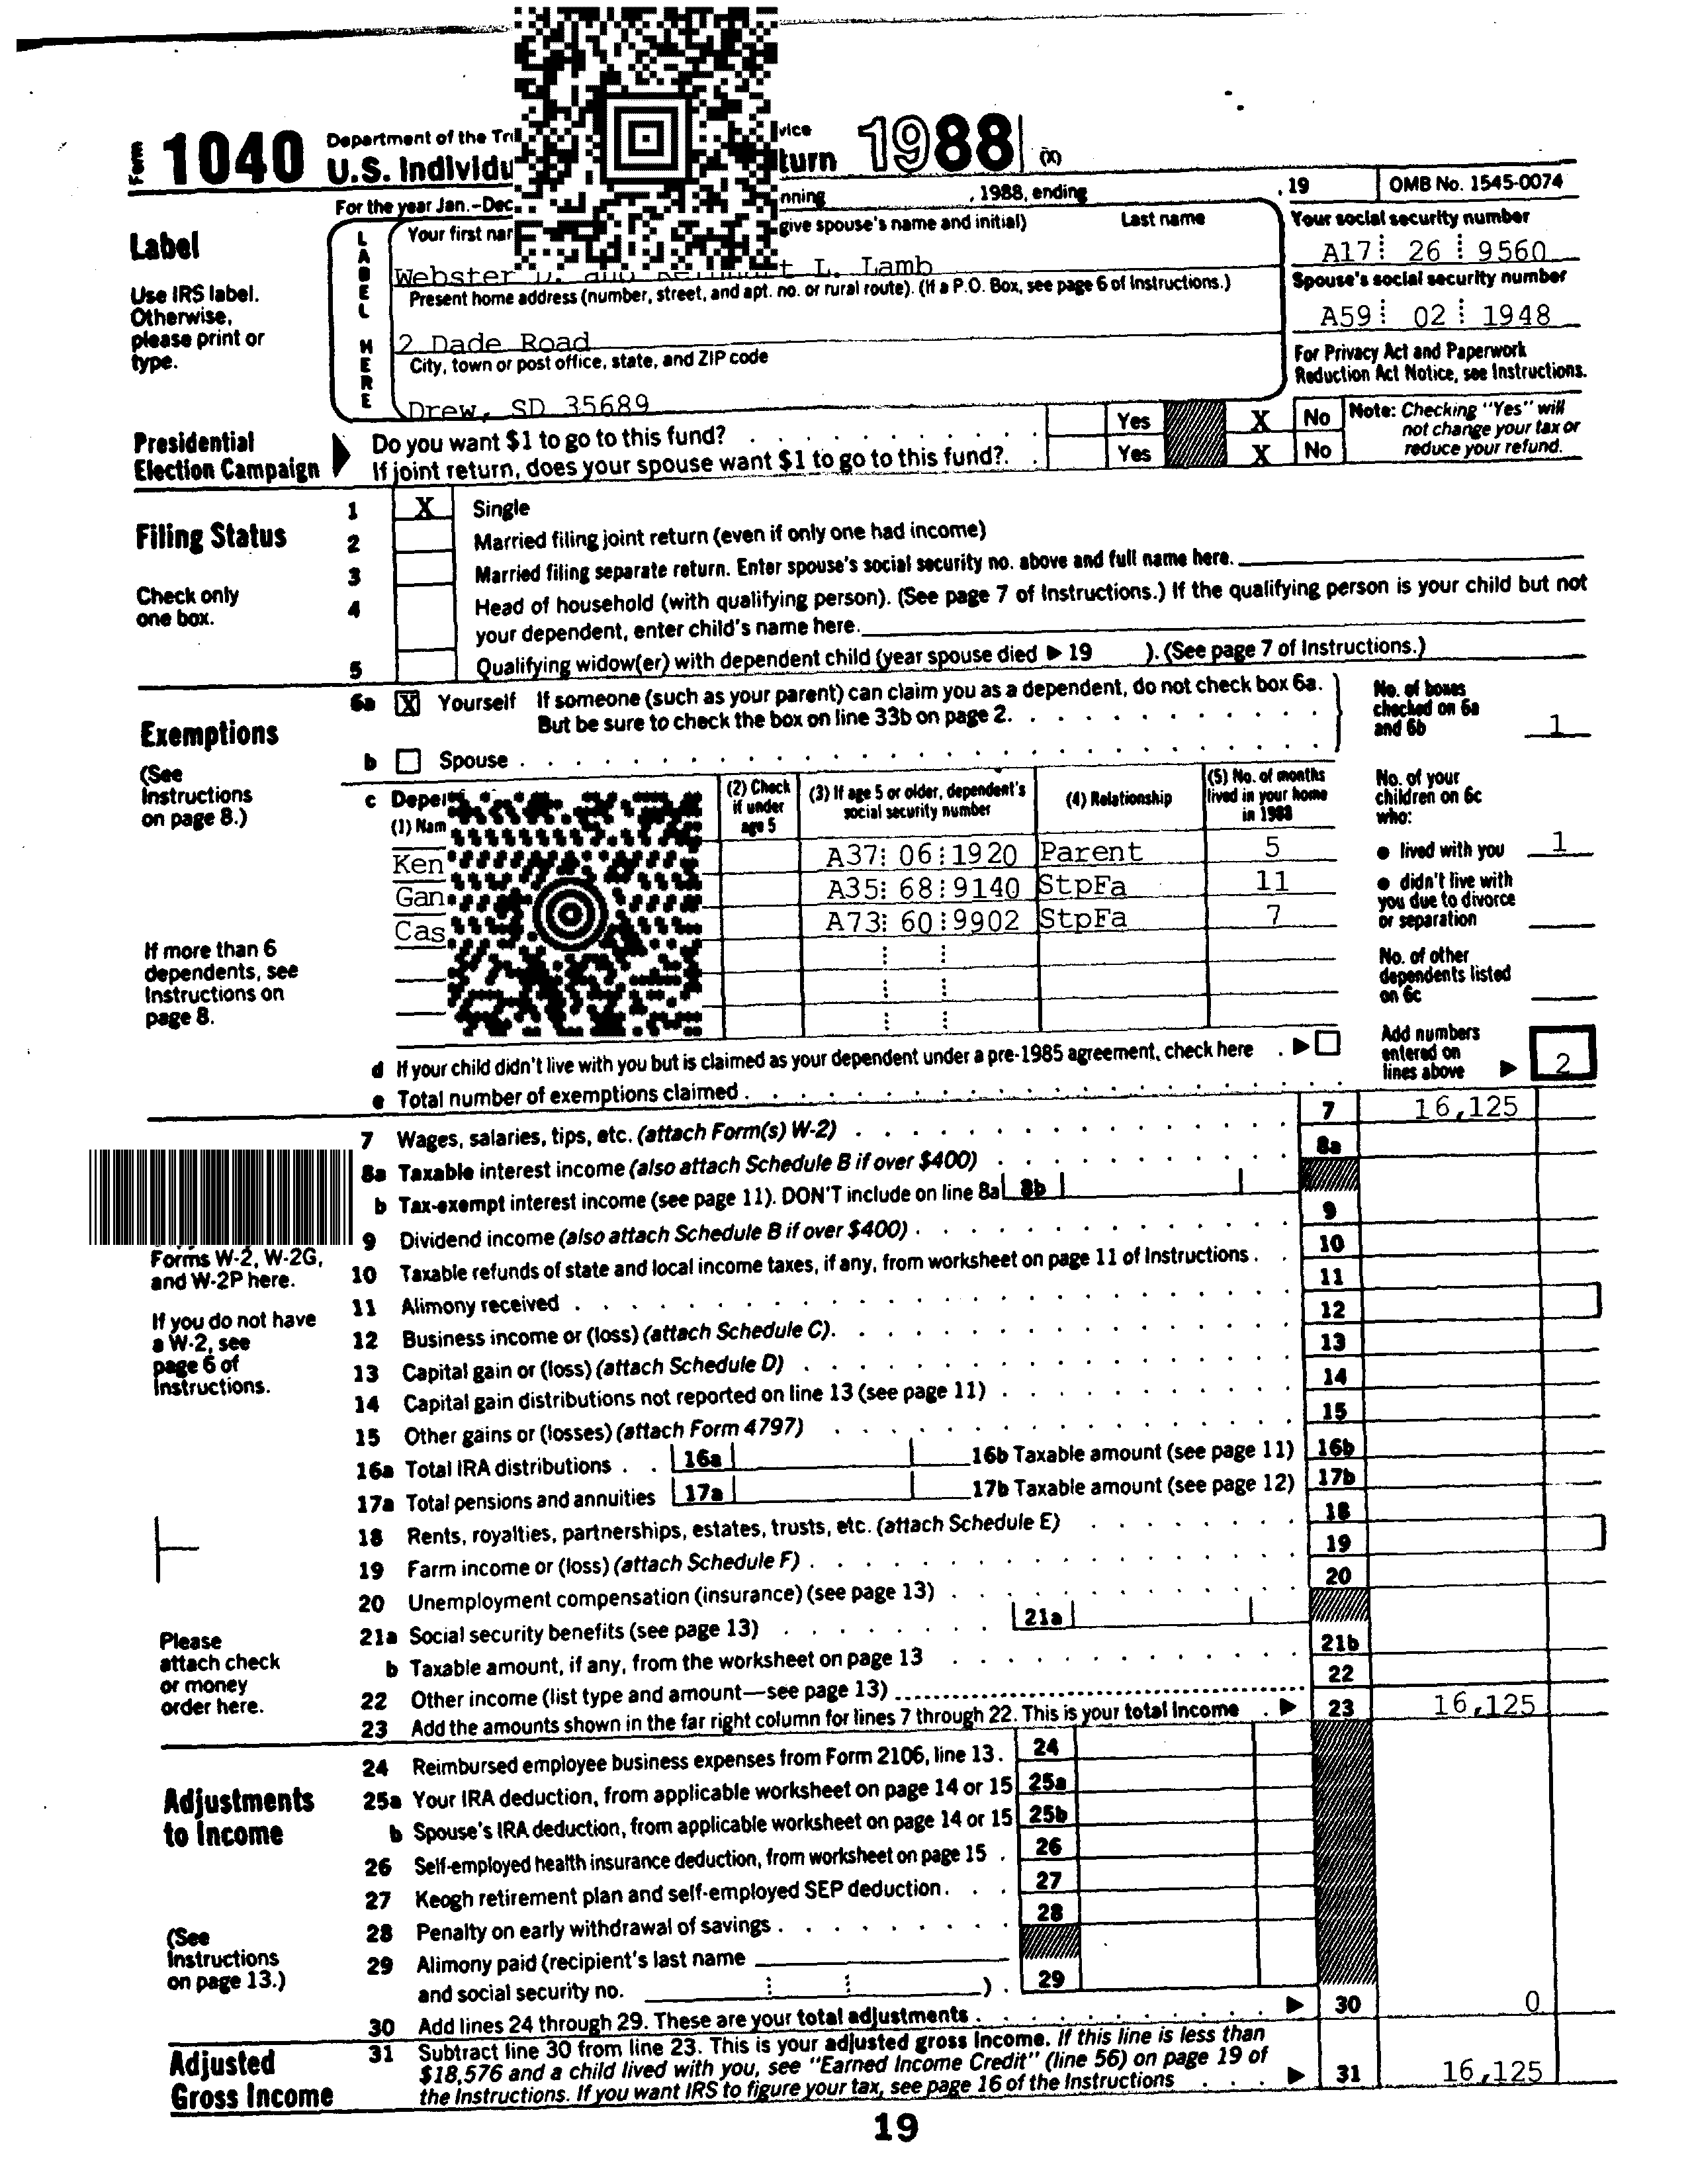 Form 1040 Department of the Tr vice
U.S. Individu turn 1988 (X)
For the year Jan.-Dec. nning , 1988, ending , 19 OMB No. 1545-0074
Label
Use IRS label. Otherwise, please print or type.
LABEL HERE
Your first nar give spouse's name and initial) Last name
Webster t L. Lamb
Your social security number
A17 26 9560
Present home address (number, street, and apt. no. or rural route). (If a P.O. Box, see page 6 of Instructions.)
2 Dade Road
Spouse's social security number
A59 02 1948
City, town or post office, state, and ZIP code
Drew, SD 35689
For Privacy Act and Paperwork Reduction Act Notice, see Instructions.
Presidential Election Campaign
Do you want $1 to go to this fund? Yes X No
If joint return, does your spouse want $1 to go to this fund? Yes X No
Note: Checking "Yes" will not change your tax or reduce your refund.
Filing Status
Check only one box.
1 X Single
2 Married filing joint return (even if only one had income)
3 Married filing separate return. Enter spouse's social security no. above and full name here.
4 Head of household (with qualifying person). (See page 7 of Instructions.) If the qualifying person is your child but not
your dependent, enter child's name here.
5 Qualifying widow(er) with dependent child (year spouse died ▶ 19 ). (See page 7 of Instructions.)
Exemptions
(See Instructions on page 8.)
6a X Yourself If someone (such as your parent) can claim you as a dependent, do not check box 6a.
But be sure to check the box on line 33b on page 2.
b Spouse
No. of boxes checked on 6a and 6b 1
c Deper
(1) Nam (2) Check if under age 5 (3) If age 5 or older, dependent's social security number (4) Relationship (5) No. of months lived in your home in 1988
Ken A37 06 1920 Parent 5
Gan A35 68 9140 StpFa 11
Cas A73 60 9902 StpFa 7
No. of your children on 6c who:
● lived with you 1
● didn't live with you due to divorce or separation
No. of other dependents listed on 6c
If more than 6 dependents, see Instructions on page 8.
d If your child didn't live with you but is claimed as your dependent under a pre-1985 agreement, check here ▶
e Total number of exemptions claimed
Add numbers entered on lines above ▶ 2
7 Wages, salaries, tips, etc. (attach Form(s) W-2) 7 16,125
8a Taxable interest income (also attach Schedule B if over $400) 8a
b Tax-exempt interest income (see page 11). DON'T include on line 8a 8b
9 Dividend income (also attach Schedule B if over $400) 9
10 Taxable refunds of state and local income taxes, if any, from worksheet on page 11 of Instructions 10
11 Alimony received 11
12 Business income or (loss) (attach Schedule C) 12
13 Capital gain or (loss) (attach Schedule D) 13
14 Capital gain distributions not reported on line 13 (see page 11) 14
15 Other gains or (losses) (attach Form 4797) 15
16a Total IRA distributions 16a 16b Taxable amount (see page 11) 16b
17a Total pensions and annuities 17a 17b Taxable amount (see page 12) 17b
18 Rents, royalties, partnerships, estates, trusts, etc. (attach Schedule E) 18
19 Farm income or (loss) (attach Schedule F) 19
20 Unemployment compensation (insurance) (see page 13) 20
21a Social security benefits (see page 13) 21a
b Taxable amount, if any, from the worksheet on page 13 21b
22 Other income (list type and amount—see page 13) 22
23 Add the amounts shown in the far right column for lines 7 through 22. This is your total income ▶ 23 16,125
Forms W-2, W-2G, and W-2P here.
If you do not have a W-2, see page 6 of Instructions.
Please attach check or money order here.
Adjustments to Income
(See Instructions on page 13.)
24 Reimbursed employee business expenses from Form 2106, line 13. 24
25a Your IRA deduction, from applicable worksheet on page 14 or 15 25a
b Spouse's IRA deduction, from applicable worksheet on page 14 or 15 25b
26 Self-employed health insurance deduction, from worksheet on page 15 26
27 Keogh retirement plan and self-employed SEP deduction 27
28 Penalty on early withdrawal of savings 28
29 Alimony paid (recipient's last name
and social security no. ) 29
30 Add lines 24 through 29. These are your total adjustments ▶ 30 0
Adjusted Gross Income
31 Subtract line 30 from line 23. This is your adjusted gross income. If this line is less than
$18,576 and a child lived with you, see "Earned Income Credit" (line 56) on page 19 of
the Instructions. If you want IRS to figure your tax, see page 16 of the Instructions ▶ 31 16,125
19